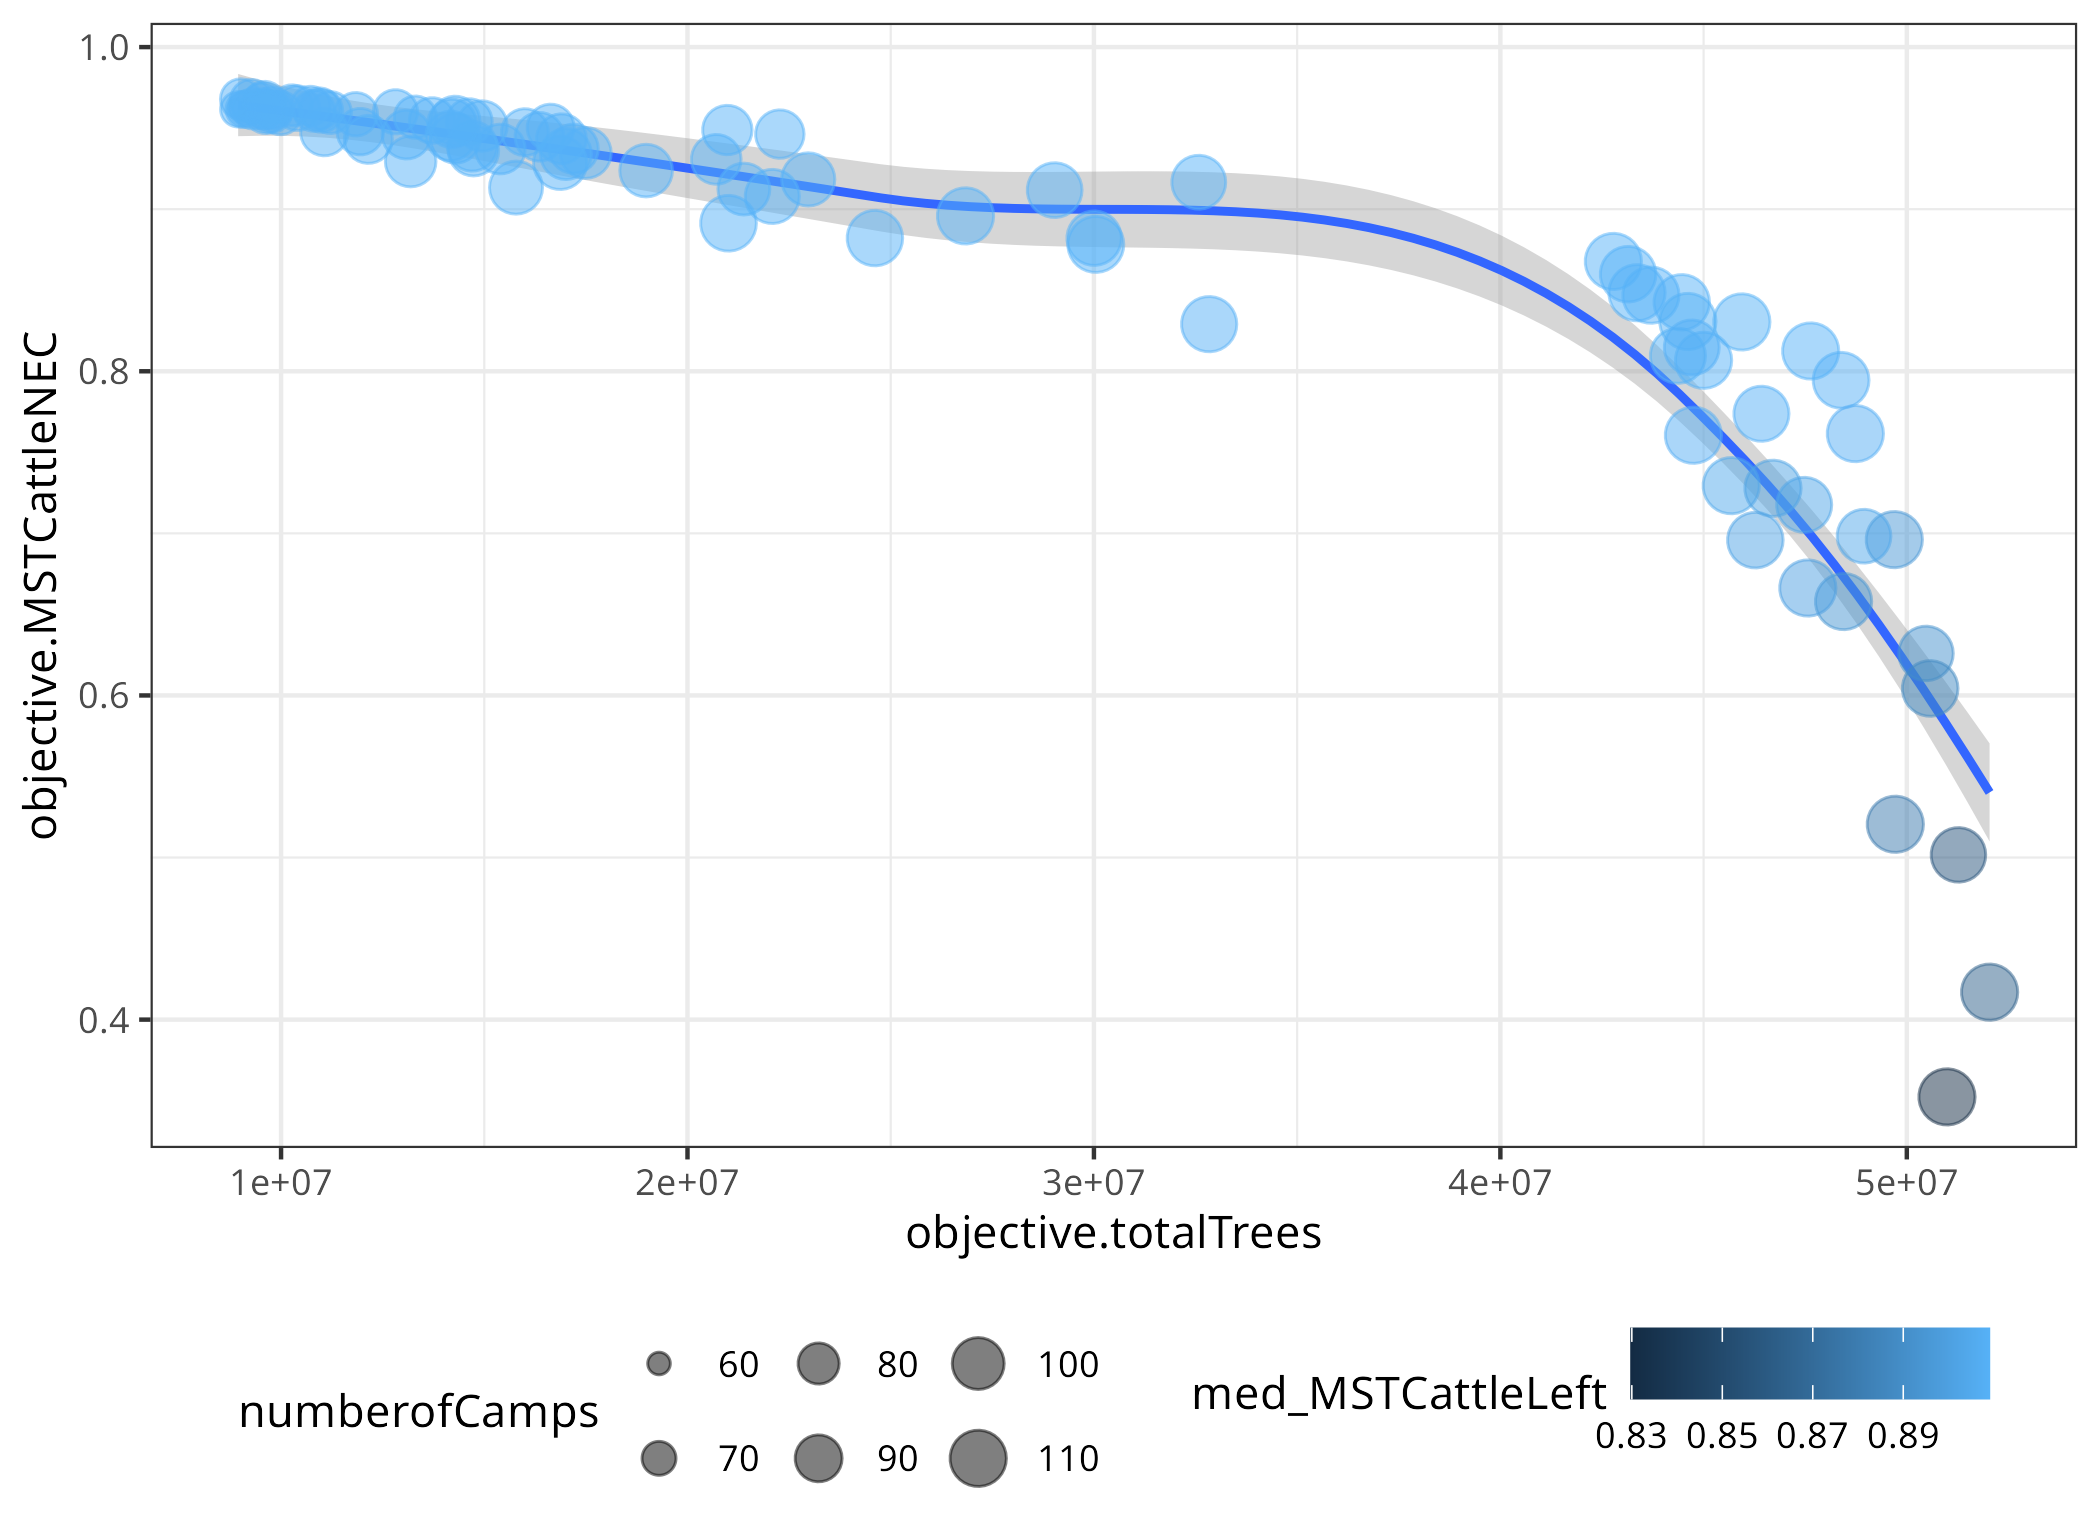 1.0
0.8
0.6
0.4
objective.MSTCattleNEC
1e+07 2e+07 3e+07 4e+07 5e+07
objective.totalTrees
numberofCamps
60 80 100
70 90 110
med_MSTCattleLeft
0.83 0.85 0.87 0.89